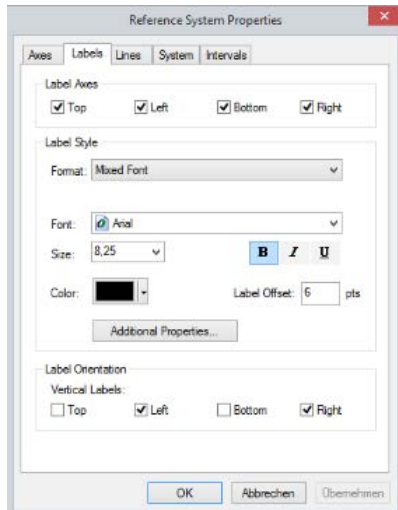 Reference System Properties
Axes Labels Lines System Intervals
Label Axes
Top Left Bottom Right
Label Style
Format: Mixed Font
Font: Arial
Size: 8,25 B I U
Color: Label Offset: 6 pts
Additional Properties...
Label Orientation
Vertical Labels:
Top Left Bottom Right
OK Abbrechen Übernehmen